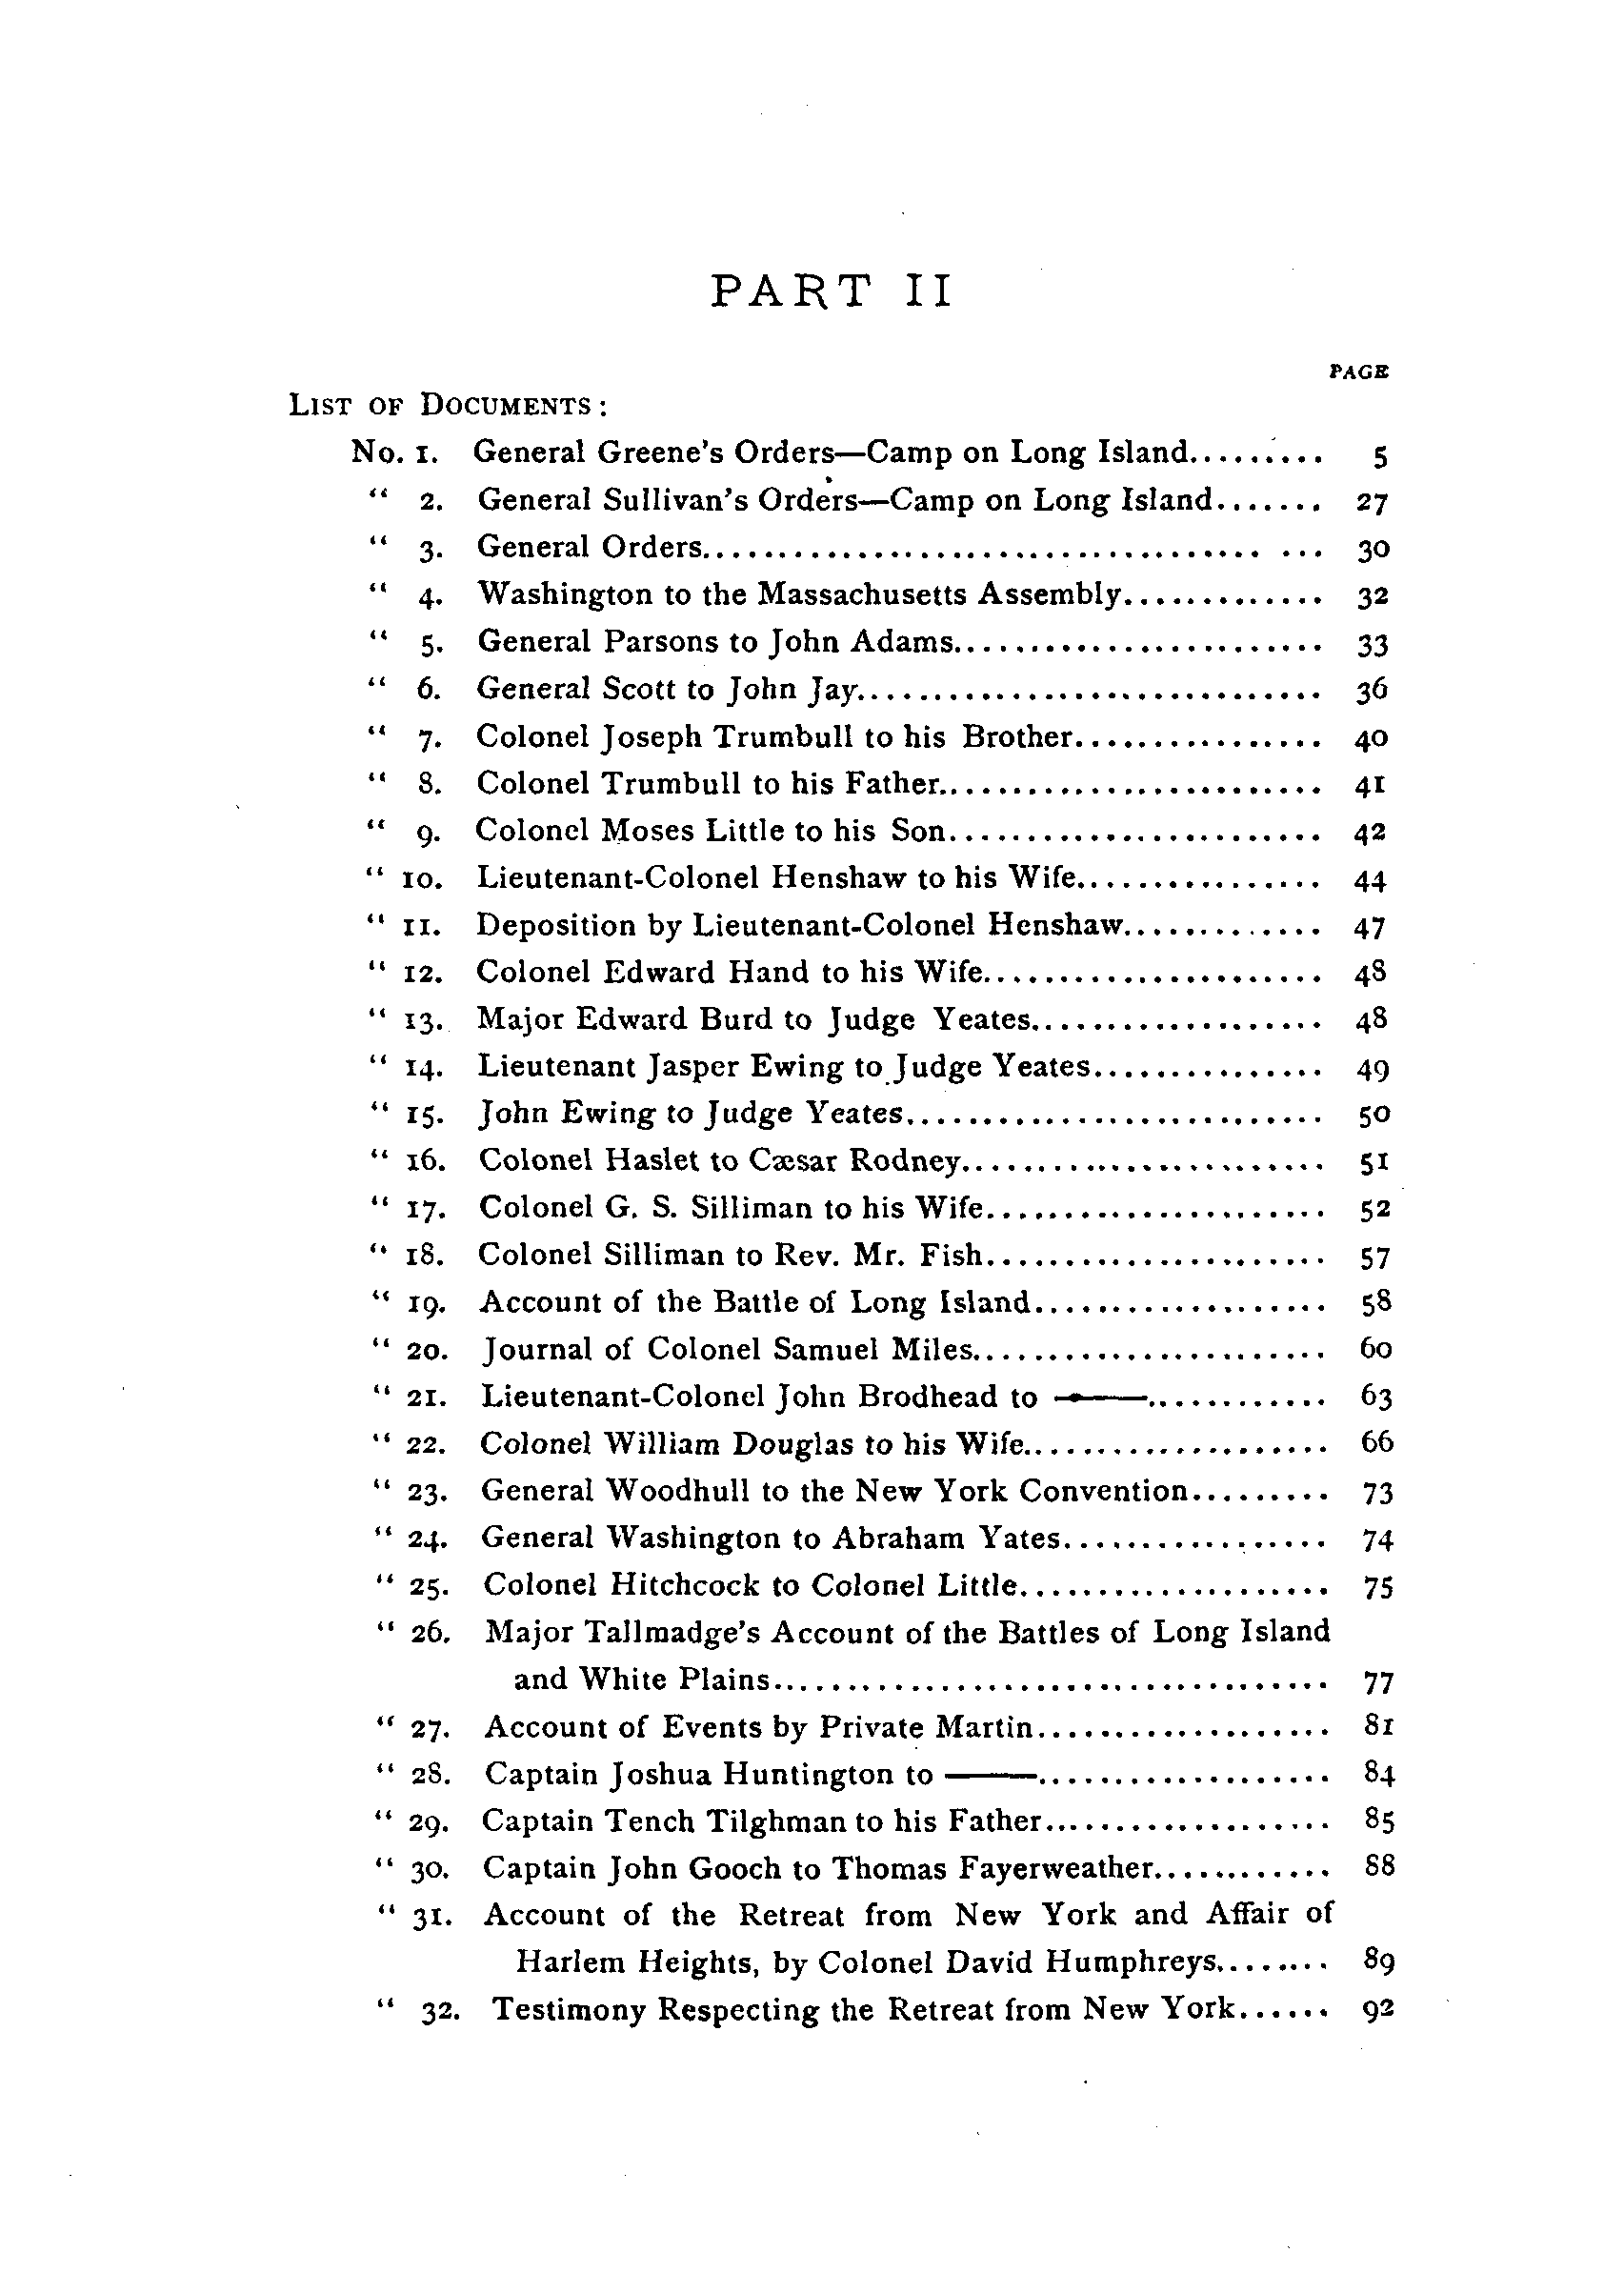 PART II
PAGE
LIST OF DOCUMENTS:
No. 1. General Greene's Orders—Camp on Long Island......... 5
“ 2. General Sullivan's Orders—Camp on Long Island....... 27
“ 3. General Orders....................................... 30
“ 4. Washington to the Massachusetts Assembly............. 32
“ 5. General Parsons to John Adams........................ 33
“ 6. General Scott to John Jay.............................. 36
“ 7. Colonel Joseph Trumbull to his Brother................ 40
“ 8. Colonel Trumbull to his Father......................... 41
“ 9. Colonel Moses Little to his Son........................ 42
“ 10. Lieutenant-Colonel Henshaw to his Wife................ 44
“ 11. Deposition by Lieutenant-Colonel Henshaw............. 47
“ 12. Colonel Edward Hand to his Wife...................... 48
“ 13. Major Edward Burd to Judge Yeates................... 48
“ 14. Lieutenant Jasper Ewing to Judge Yeates............... 49
“ 15. John Ewing to Judge Yeates........................... 50
“ 16. Colonel Haslet to Cæsar Rodney....................... 51
“ 17. Colonel G. S. Silliman to his Wife...................... 52
“ 18. Colonel Silliman to Rev. Mr. Fish...................... 57
“ 19. Account of the Battle of Long Island................... 58
“ 20. Journal of Colonel Samuel Miles....................... 60
“ 21. Lieutenant-Colonel John Brodhead to ——............ 63
“ 22. Colonel William Douglas to his Wife.................... 66
“ 23. General Woodhull to the New York Convention......... 73
“ 24. General Washington to Abraham Yates................. 74
“ 25. Colonel Hitchcock to Colonel Little.................... 75
“ 26. Major Tallmadge's Account of the Battles of Long Island
and White Plains.................................... 77
“ 27. Account of Events by Private Martin................... 81
“ 28. Captain Joshua Huntington to ——................... 84
“ 29. Captain Tench Tilghman to his Father................... 85
“ 30. Captain John Gooch to Thomas Fayerweather............ 88
“ 31. Account of the Retreat from New York and Affair of
Harlem Heights, by Colonel David Humphreys........ 89
“ 32. Testimony Respecting the Retreat from New York...... 92